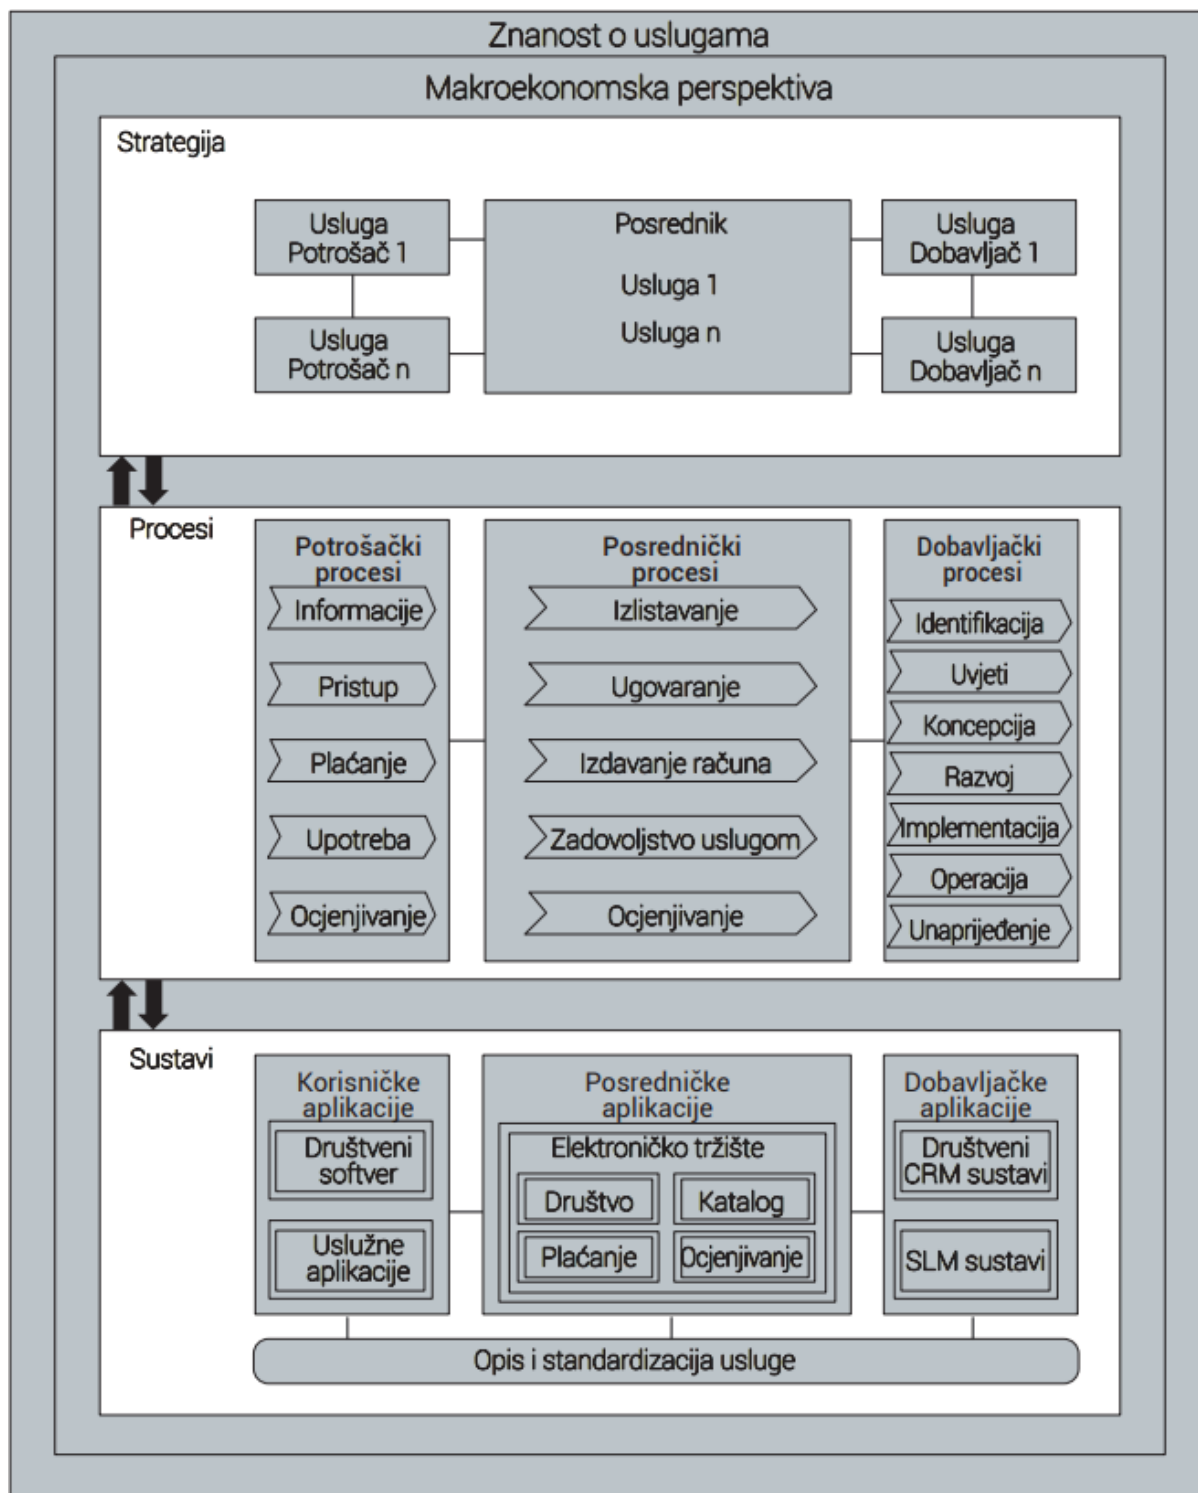 Znanost o uslugama
Makroekonomska perspektiva
Strategija
Usluga
Potrošač 1
Posrednik
Usluga
Dobavljač 1
Usluga 1
Usluga n
Usluga
Potrošač n
Usluga
Dobavljač n
Procesi
Potrošački
procesi
Informacije
Pristup
Plaćanje
Upotreba
Ocjenjivanje
Posrednički
procesi
Izlistavanje
Ugovaranje
Izdavanje računa
Zadovoljstvo uslugom
Ocjenjivanje
Dobavljački
procesi
Identifikacija
Uvjeti
Koncepcija
Razvoj
Implementacija
Operacija
Unaprijeđenje
Sustavi
Korisničke
aplikacije
Društveni
softver
Uslužne
aplikacije
Posredničke
aplikacije
Elektroničko tržište
Društvo
Katalog
Plaćanje
Ocjenjivanje
Dobavljačke
aplikacije
Društveni
CRM sustavi
SLM sustavi
Opis i standardizacija usluge